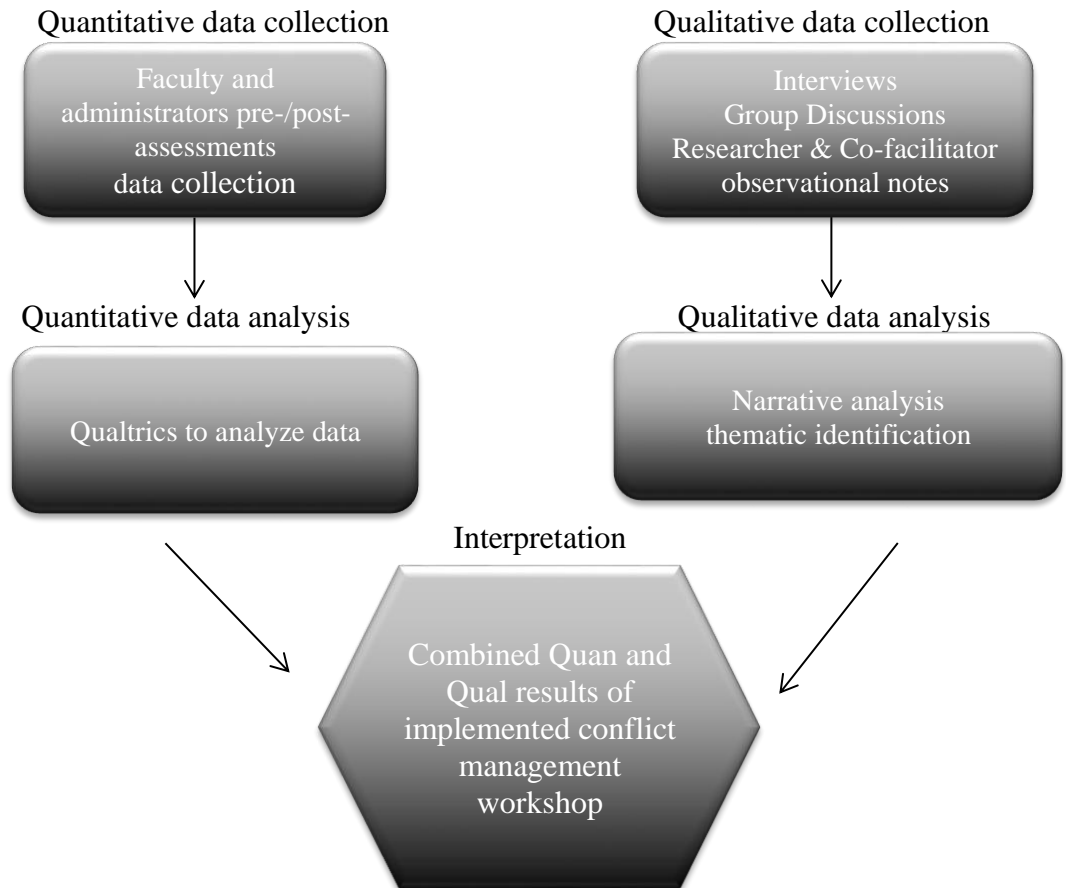 Quantitative data collection
Faculty and
administrators pre-/post-
assessments
data collection
Qualitative data collection
Interviews
Group Discussions
Researcher & Co-facilitator
observational notes
Quantitative data analysis
Qualtrics to analyze data
Qualitative data analysis
Narrative analysis
thematic identification
Interpretation
Combined Quan and
Qual results of
implemented conflict
management
workshop